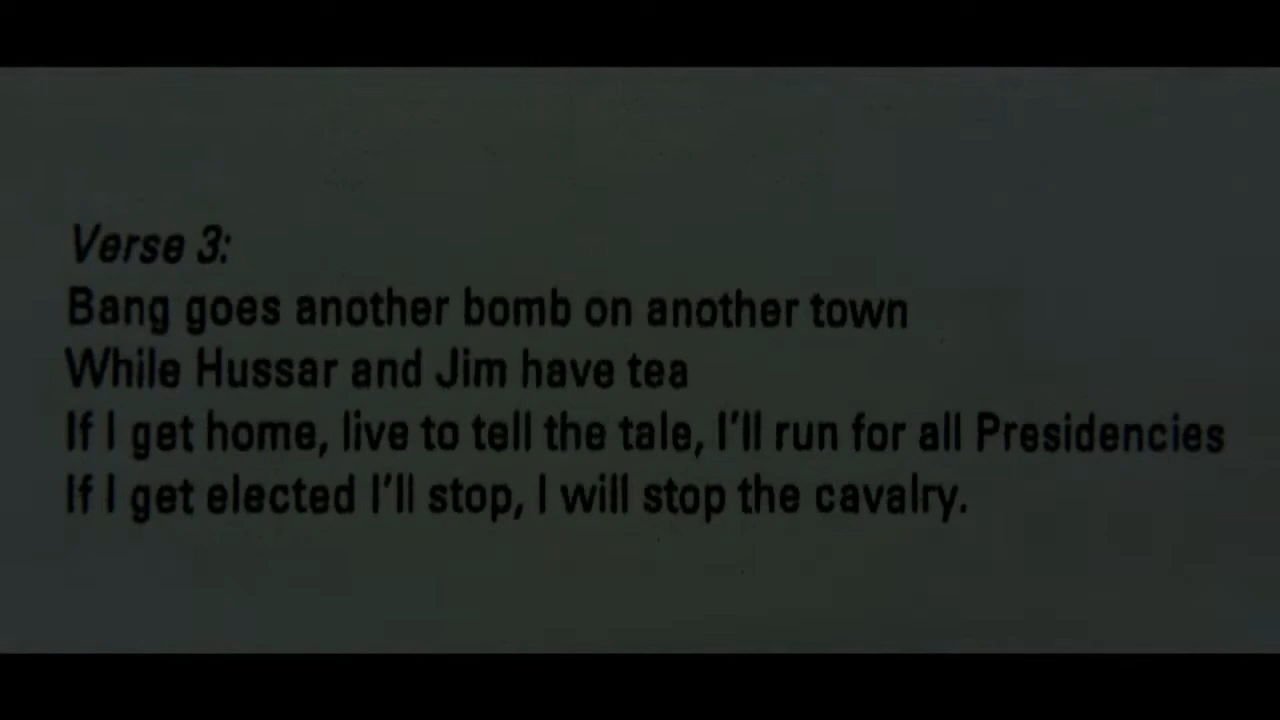 Verse 3:
Bang goes another bomb on another town
While Hussar and Jim have tea
If I get home, live to tell the tale, I'll run for all Presidencies
If I get elected I'll stop, I will stop the cavalry.